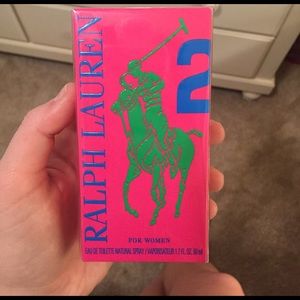 RALPH LAUREN
2
FOR WOMEN
EAU DE TOILETTE NATURAL SPRAY / VAPORISATEUR 1.7 FL. OZ. 50 ml